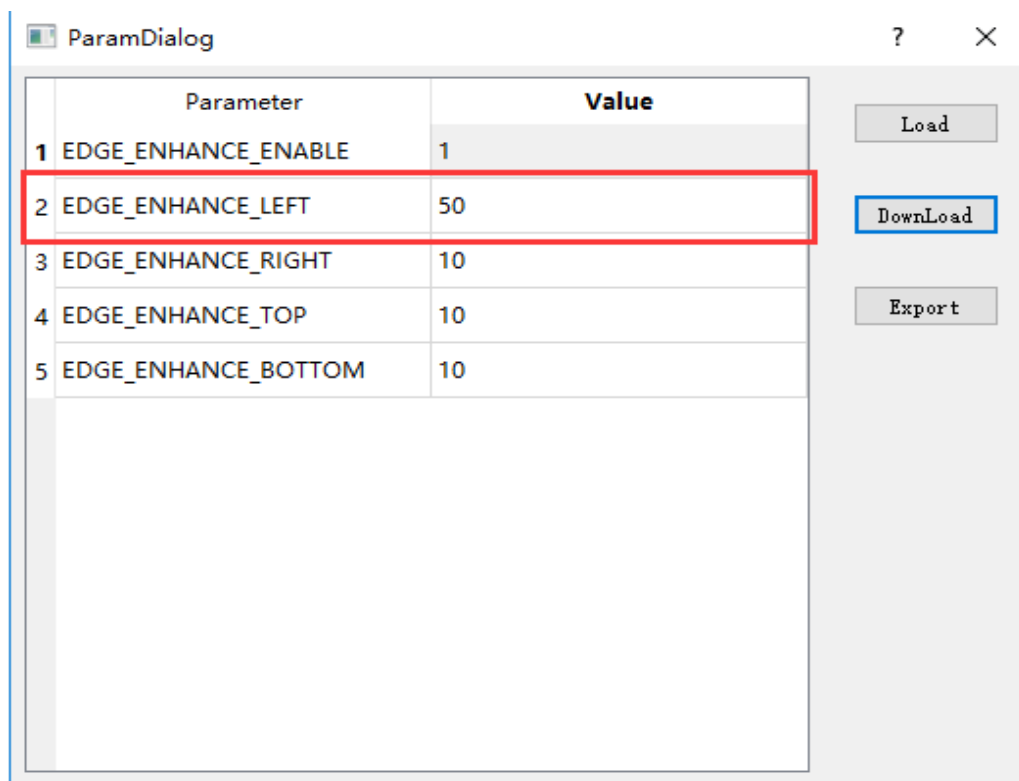 ParamDialog ? ×
Parameter Value
1 EDGE_ENHANCE_ENABLE 1
2 EDGE_ENHANCE_LEFT 50
3 EDGE_ENHANCE_RIGHT 10
4 EDGE_ENHANCE_TOP 10
5 EDGE_ENHANCE_BOTTOM 10
Load
DownLoad
Export